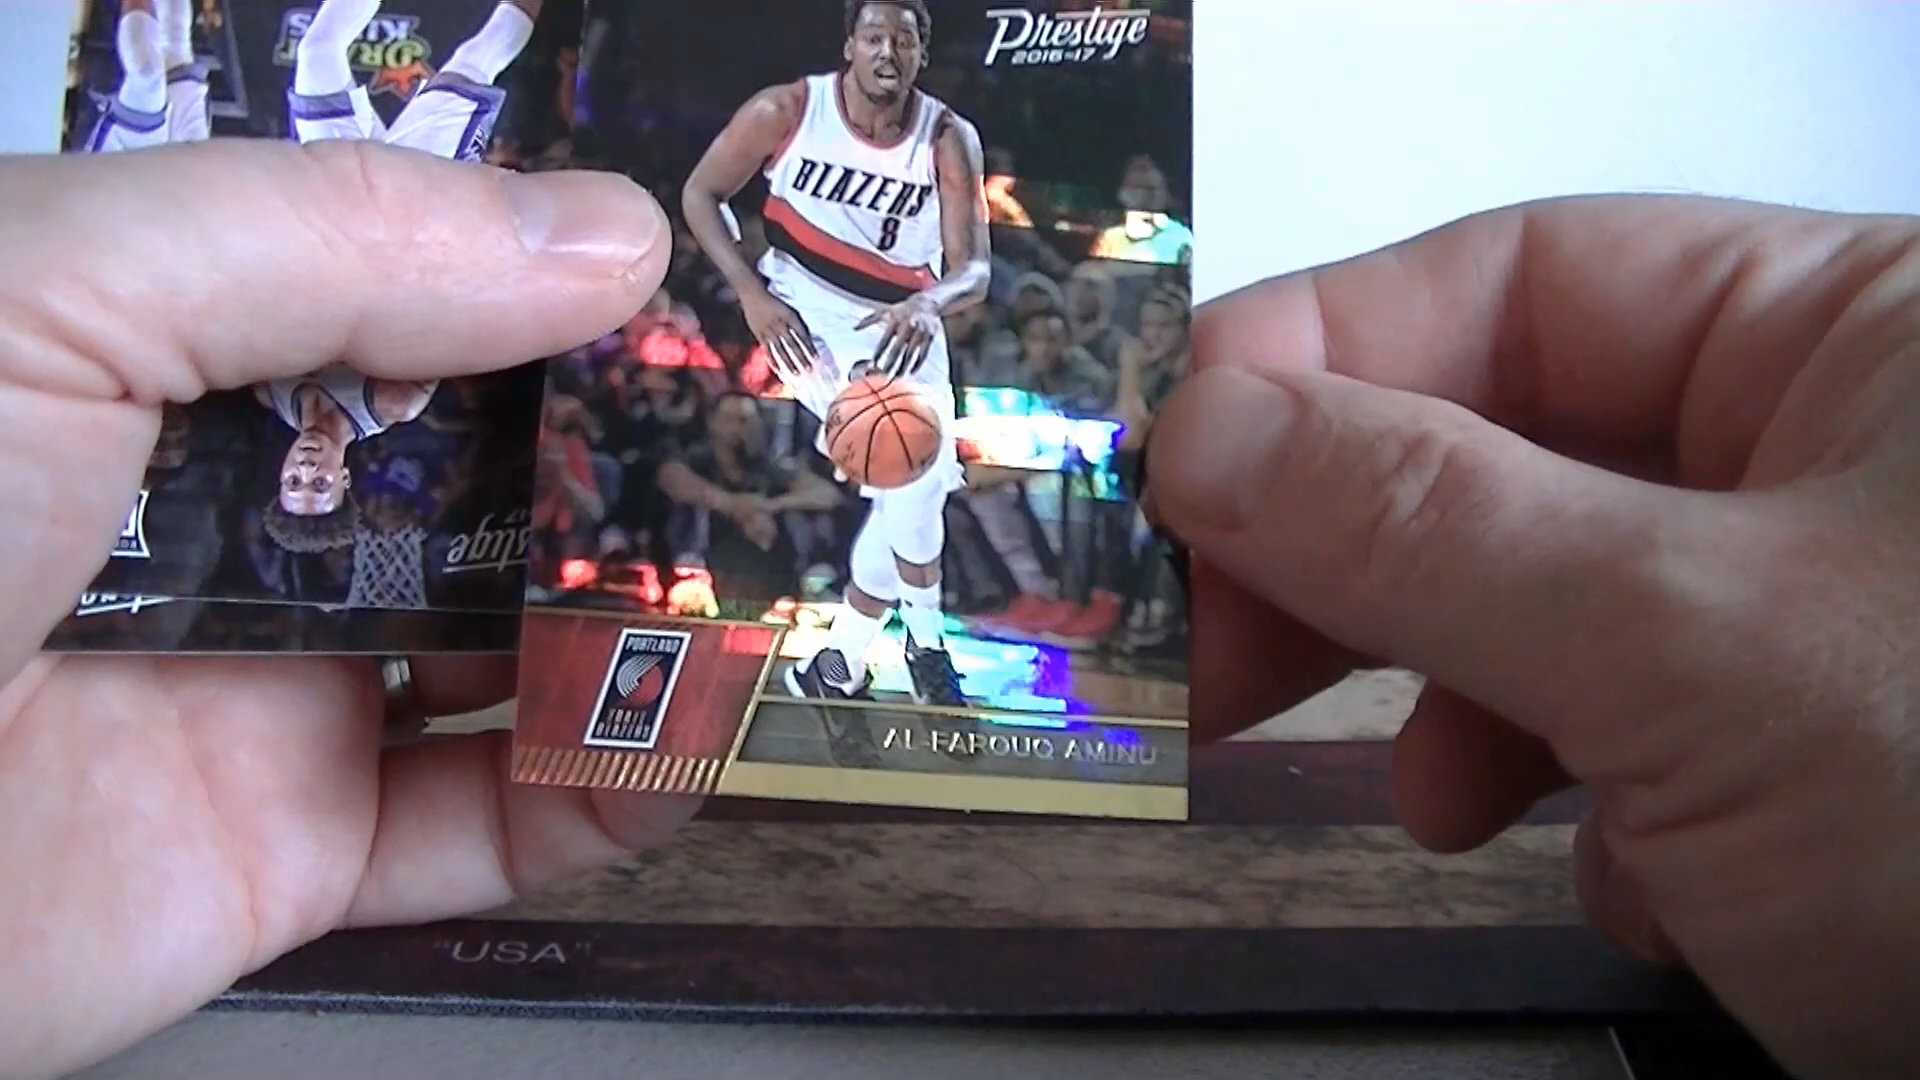 Prestige
2016-17
BLAZERS
8
PORTLAND
TRAIL
BLAZERS
AL-FAROUQ AMINU
"USA"